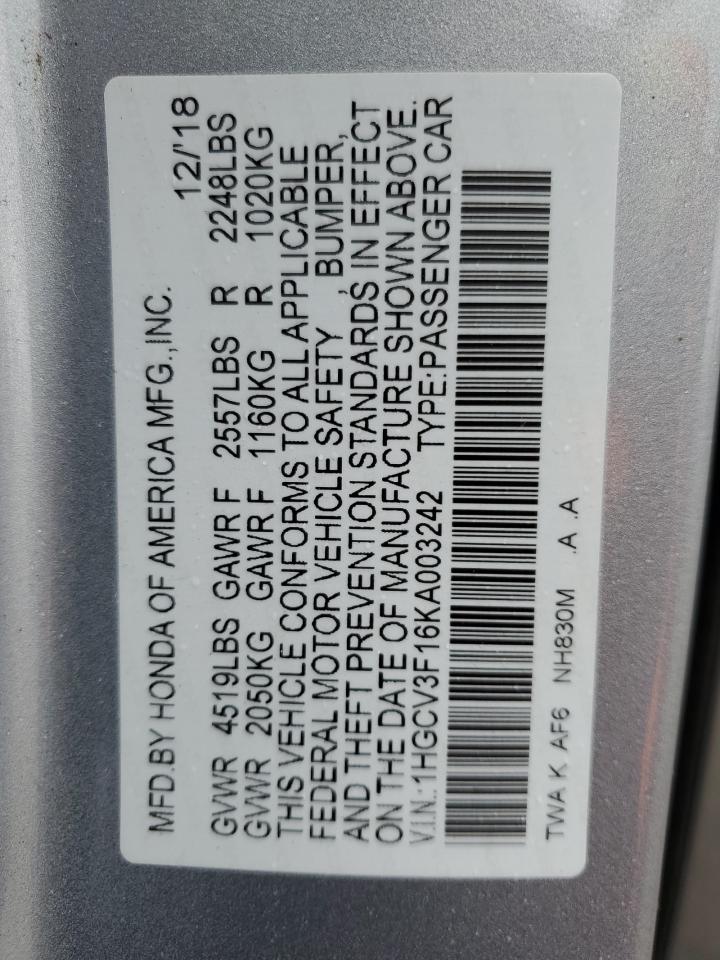 MFD.BY HONDA OF AMERICA MFG.,INC. 12/'18
GVWR 4519LBS GAWR F 2557LBS R 2248LBS
GVWR 2050KG GAWR F 1160KG R 1020KG
THIS VEHICLE CONFORMS TO ALL APPLICABLE
FEDERAL MOTOR VEHICLE SAFETY , BUMPER,
AND THEFT PREVENTION STANDARDS IN EFFECT
ON THE DATE OF MANUFACTURE SHOWN ABOVE.
V.I.N.:1HGCV3F16KA003242 TYPE:PASSENGER CAR
TWA K AF6 NH830M .A .A